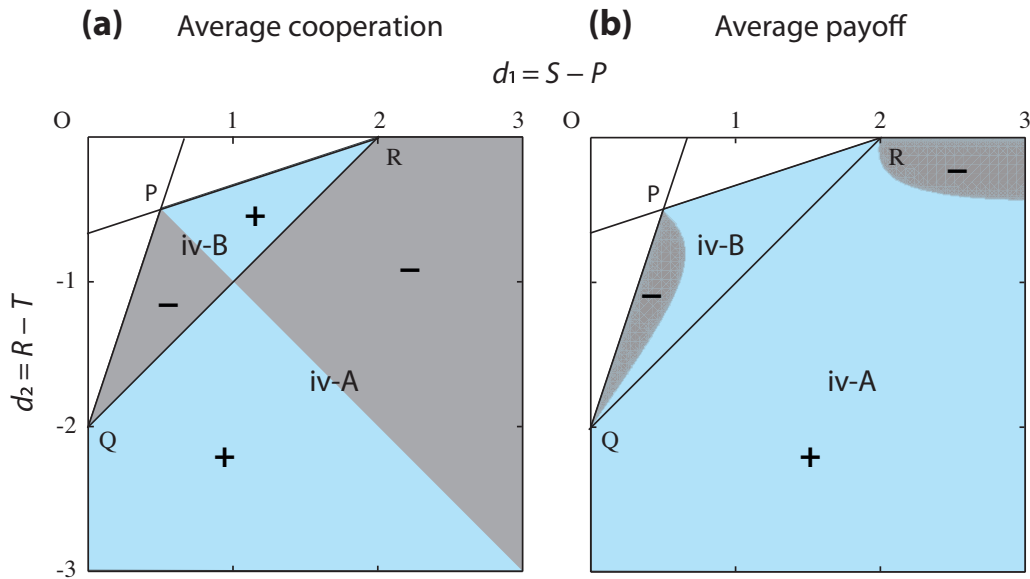 (a) Average cooperation
(b) Average payoff
d₁ = S – P
O 1 2 3
O 1 2 3
R
R
P
P
+
–
iv-B
iv-B
-1
–
–
–
d₂ = R – T
iv-A
iv-A
-2
Q
Q
+
+
-3